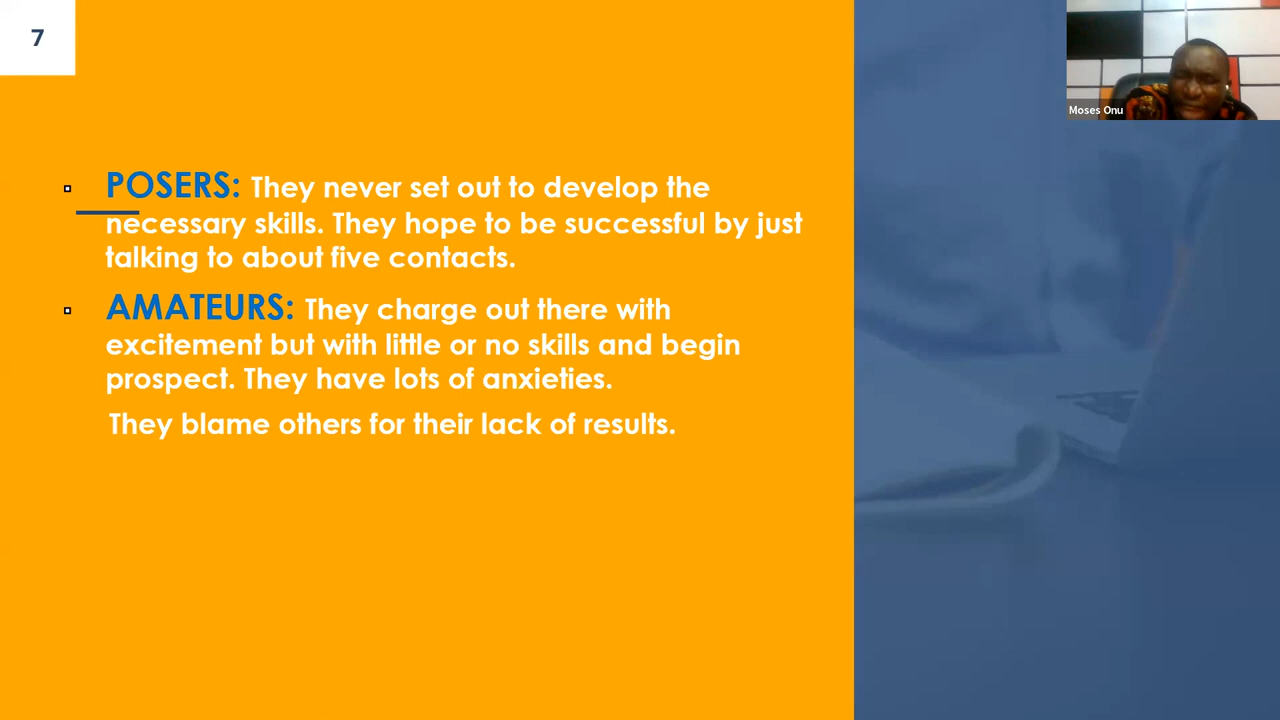 7
Moses Onu
POSERS: They never set out to develop the
necessary skills. They hope to be successful by just
talking to about five contacts.
AMATEURS: They charge out there with
excitement but with little or no skills and begin
prospect. They have lots of anxieties.
They blame others for their lack of results.